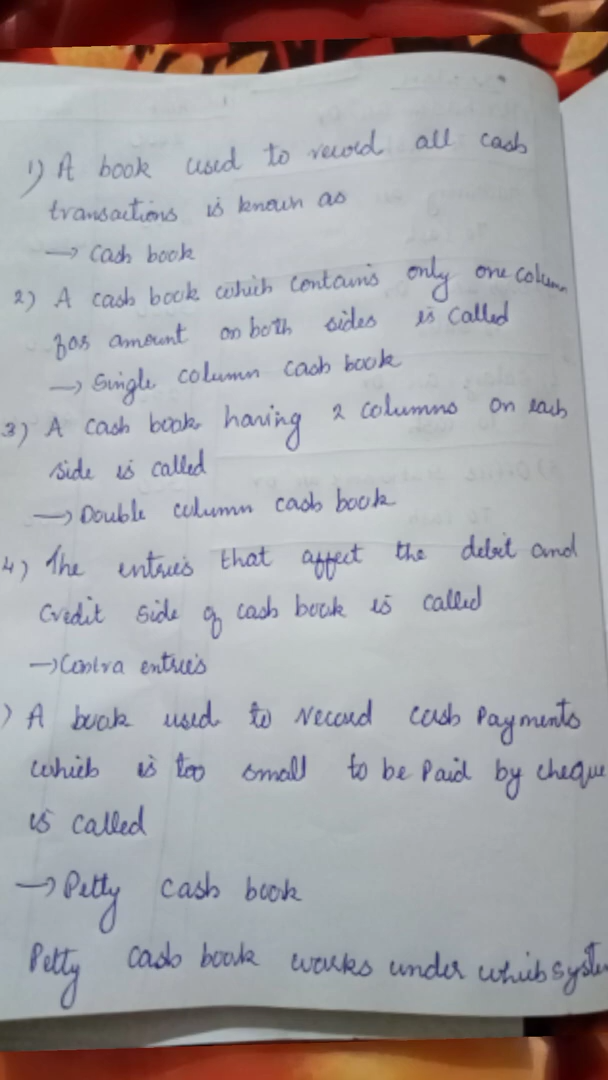 1) A book used to record all cash
transactions is known as
→ Cash book
2) A cash book which contains only one column
for amount on both sides is called
→ Single column cash book
3) A cash book having 2 columns on each
side is called
→ Double column cash book
4) The entries that affect the debit and
Credit side of cash book is called
→ Contra entries
) A book used to record cash Payments
which is too small to be Paid by cheque
is called
→ Petty cash book
Petty cash book works under which system